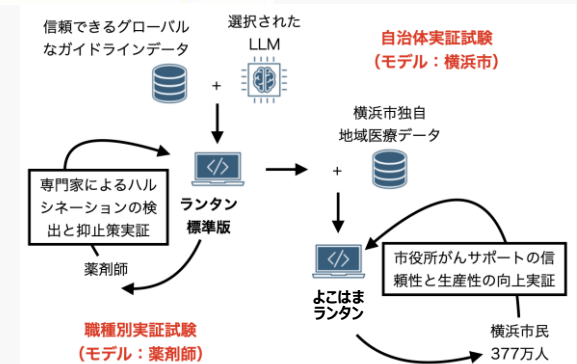 信頼できるグローバル
なガイドラインデータ
選択された
LLM
+
自治体実証試験
（モデル：横浜市）
横浜市独自
地域医療データ
+
</>
ランタン
標準版
専門家によるハル
シネーションの検
出と抑止策実証
薬剤師
職種別実証試験
（モデル：薬剤師）
</>
よこはま
ランタン
市役所がんサポートの信
頼性と生産性の向上実証
横浜市民
377万人